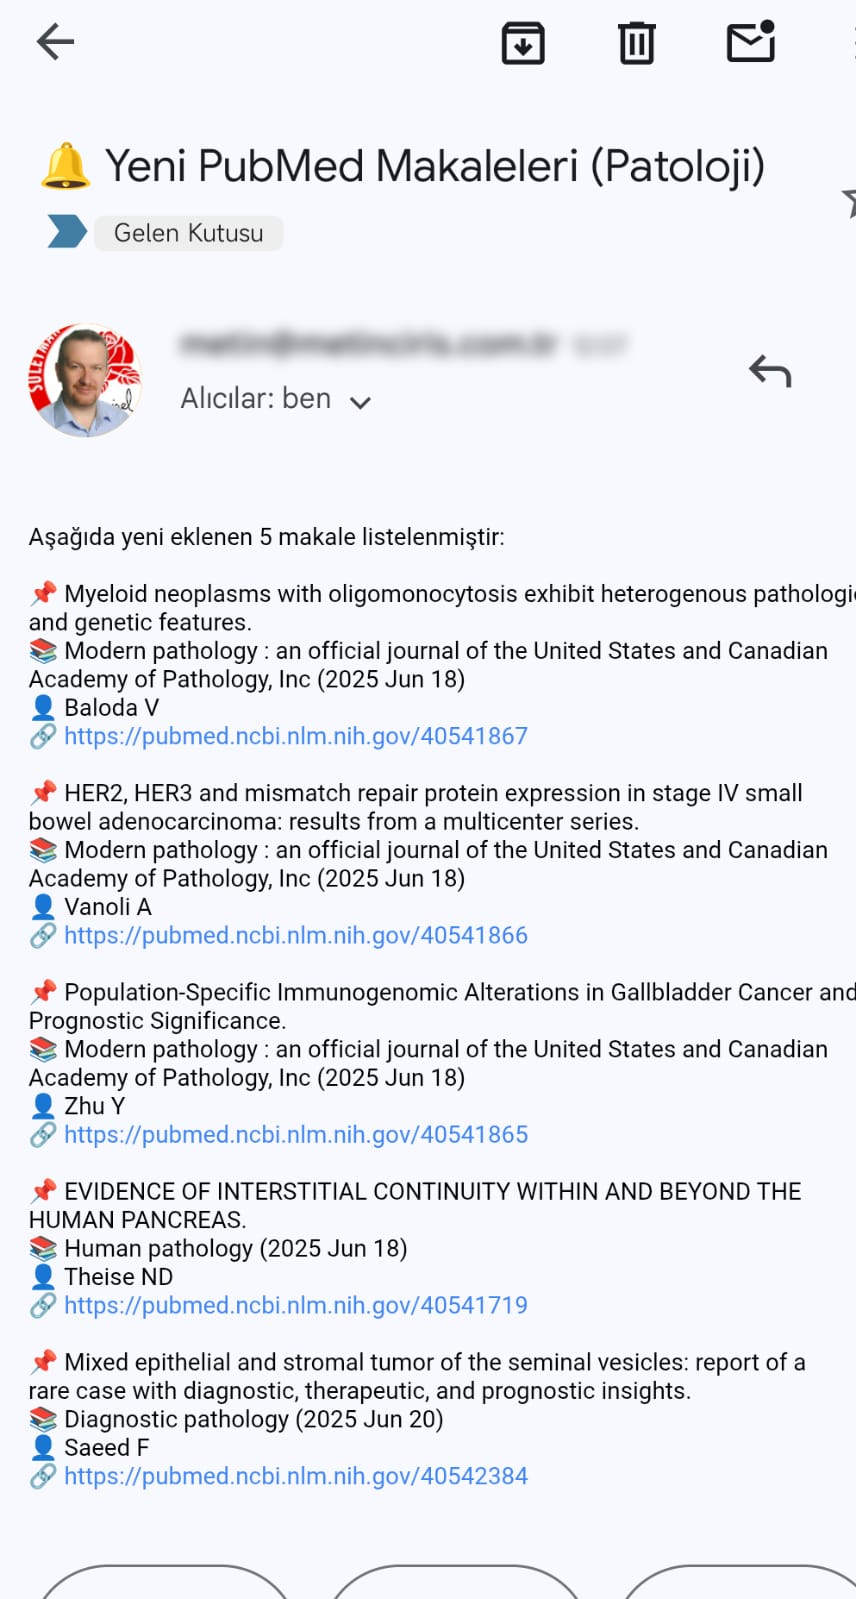 Yeni PubMed Makaleleri (Patoloji)
Gelen Kutusu
SULEYMAN
Alıcılar: ben
Aşağıda yeni eklenen 5 makale listelenmiştir:
📌 Myeloid neoplasms with oligomonocytosis exhibit heterogenous pathologi
and genetic features.
📚 Modern pathology : an official journal of the United States and Canadian
Academy of Pathology, Inc (2025 Jun 18)
👤 Baloda V
🔗 https://pubmed.ncbi.nlm.nih.gov/40541867
📌 HER2, HER3 and mismatch repair protein expression in stage IV small
bowel adenocarcinoma: results from a multicenter series.
📚 Modern pathology : an official journal of the United States and Canadian
Academy of Pathology, Inc (2025 Jun 18)
👤 Vanoli A
🔗 https://pubmed.ncbi.nlm.nih.gov/40541866
📌 Population-Specific Immunogenomic Alterations in Gallbladder Cancer and
Prognostic Significance.
📚 Modern pathology : an official journal of the United States and Canadian
Academy of Pathology, Inc (2025 Jun 18)
👤 Zhu Y
🔗 https://pubmed.ncbi.nlm.nih.gov/40541865
📌 EVIDENCE OF INTERSTITIAL CONTINUITY WITHIN AND BEYOND THE
HUMAN PANCREAS.
📚 Human pathology (2025 Jun 18)
👤 Theise ND
🔗 https://pubmed.ncbi.nlm.nih.gov/40541719
📌 Mixed epithelial and stromal tumor of the seminal vesicles: report of a
rare case with diagnostic, therapeutic, and prognostic insights.
📚 Diagnostic pathology (2025 Jun 20)
👤 Saeed F
🔗 https://pubmed.ncbi.nlm.nih.gov/40542384